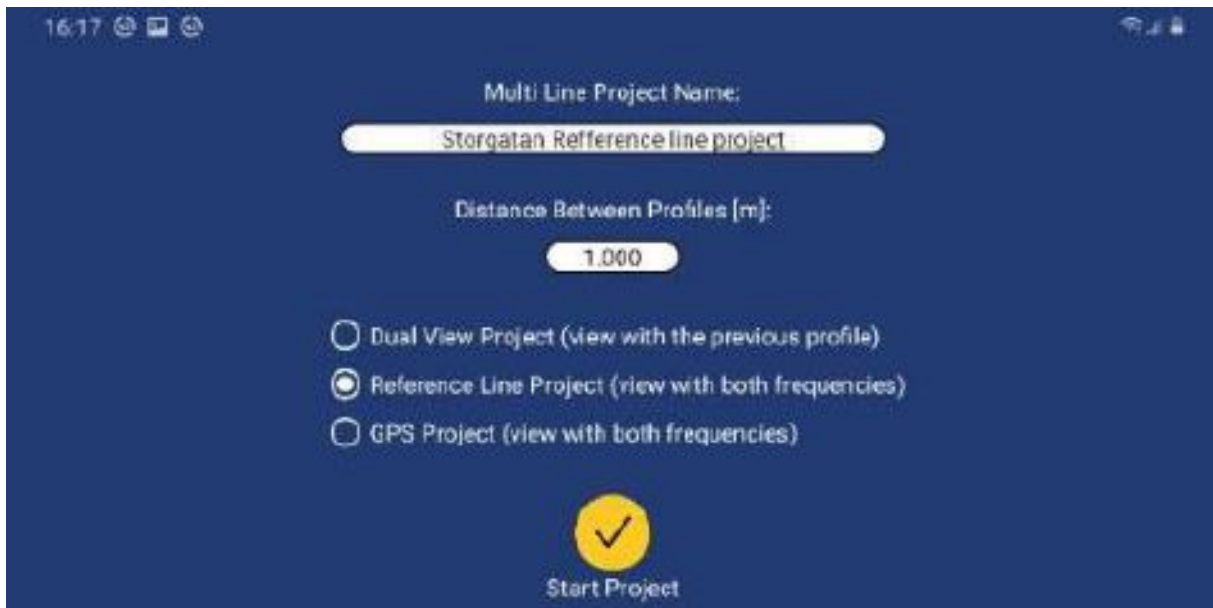 16:17
Multi Line Project Name:
Storgatan Refference line project
Distance Between Profiles [m]:
1.000
Dual View Project (view with the previous profile)
Reference Line Project (view with both frequencies)
GPS Project (view with both frequencies)
Start Project